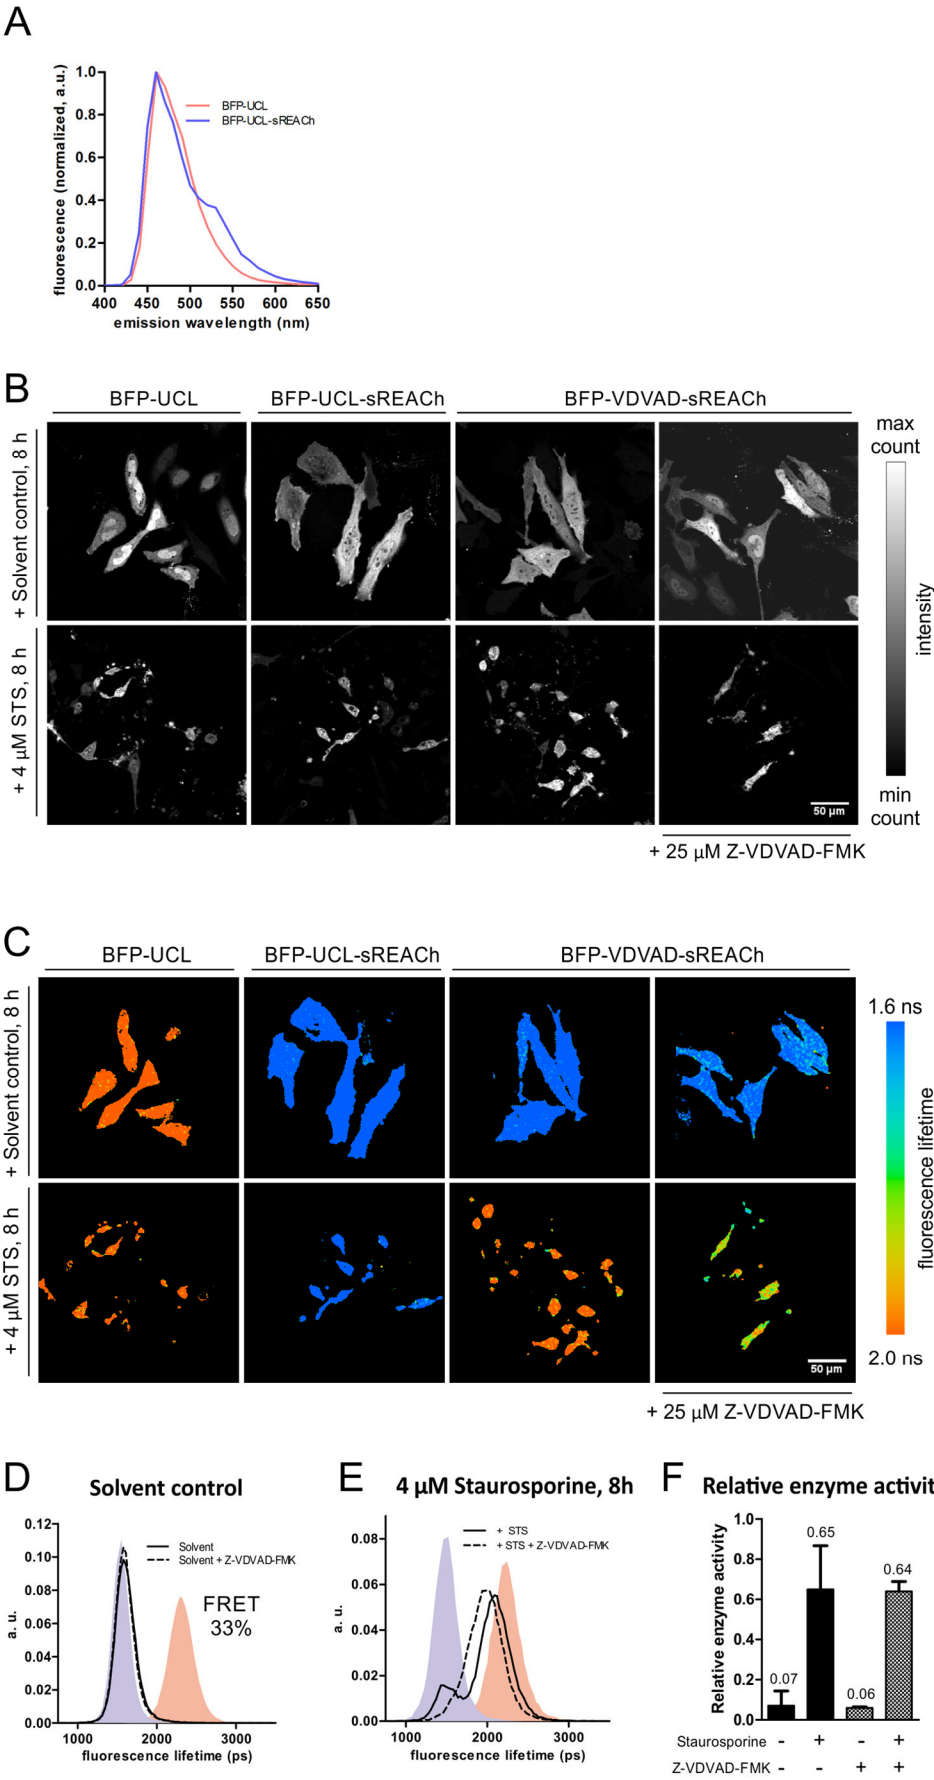 A
fluorescence (normalized, a.u.)
1.0
0.8
0.6
0.4
0.2
0.0
BFP-UCL
BFP-UCL-sREACh
400 450 500 550 600 650
emission wavelength (nm)
B
BFP-UCL BFP-UCL-sREACh BFP-VDVAD-sREACh
+ Solvent control, 8 h
+ 4 µM STS, 8 h
max
count
intensity
min
count
50 µm
+ 25 µM Z-VDVAD-FMK
C
BFP-UCL BFP-UCL-sREACh BFP-VDVAD-sREACh
+ Solvent control, 8 h
+ 4 µM STS, 8 h
1.6 ns
fluorescence lifetime
2.0 ns
50 µm
+ 25 µM Z-VDVAD-FMK
D
Solvent control
a. u.
0.12
0.10
0.08
0.06
0.04
0.02
0.00
Solvent
Solvent + Z-VDVAD-FMK
FRET
33%
1000 2000 3000
fluorescence lifetime (ps)
E
4 µM Staurosporine, 8h
a. u.
0.08
0.06
0.04
0.02
0.00
+ STS
+ STS + Z-VDVAD-FMK
1000 2000 3000
fluorescence lifetime (ps)
F
Relative enzyme activit
Relative enzyme activity
1.0
0.8
0.6
0.4
0.2
0.0
0.07
0.65
0.06
0.64
Staurosporine - + - +
Z-VDVAD-FMK - - + +